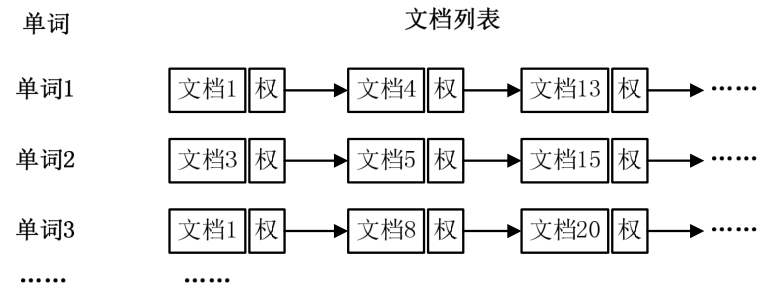 单词 文档列表
单词1 文档1 权 文档4 权 文档13 权 ……
单词2 文档3 权 文档5 权 文档15 权 ……
单词3 文档1 权 文档8 权 文档20 权 ……
…… ……